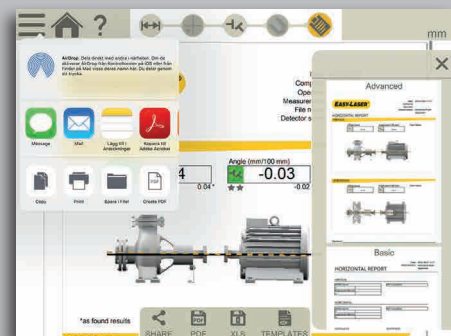 ?
mm
AirDrop. Dela direkt med andra i närheten. Om de
aktiverar AirDrop från Kontrollcenter på iOS eller från
Finder på Mac visas deras namn här. Du delar genom
att trycka.
Message
Mail
Lägg till i
Anteckningar
Kopiera till
Adobe Acrobat
Copy
Print
Spara i Filer
Create PDF
Comp
Oper
Measurem
File n
Detector s
4
0.04*
Angle (mm/100 mm)
-0.03
-0.02
*as found results
SHARE
PDF
XLS
TEMPLATES
Advanced
EASY-LASER
HORIZONTAL REPORT
Basic
HORIZONTAL REPORT